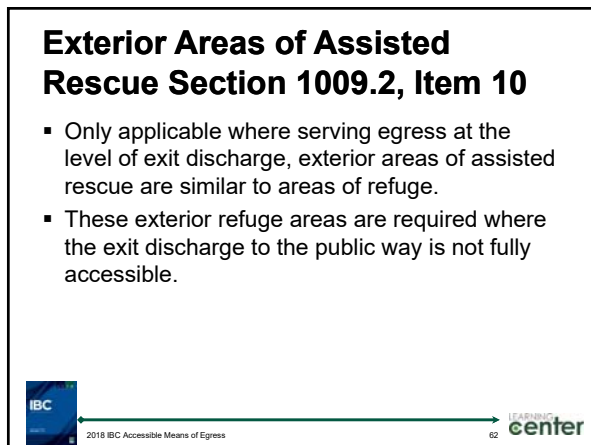 Exterior Areas of Assisted
Rescue Section 1009.2, Item 10
▪ Only applicable where serving egress at the
level of exit discharge, exterior areas of assisted
rescue are similar to areas of refuge.
▪ These exterior refuge areas are required where
the exit discharge to the public way is not fully
accessible.
IBC
2018 IBC Accessible Means of Egress
62
LEARNING
center